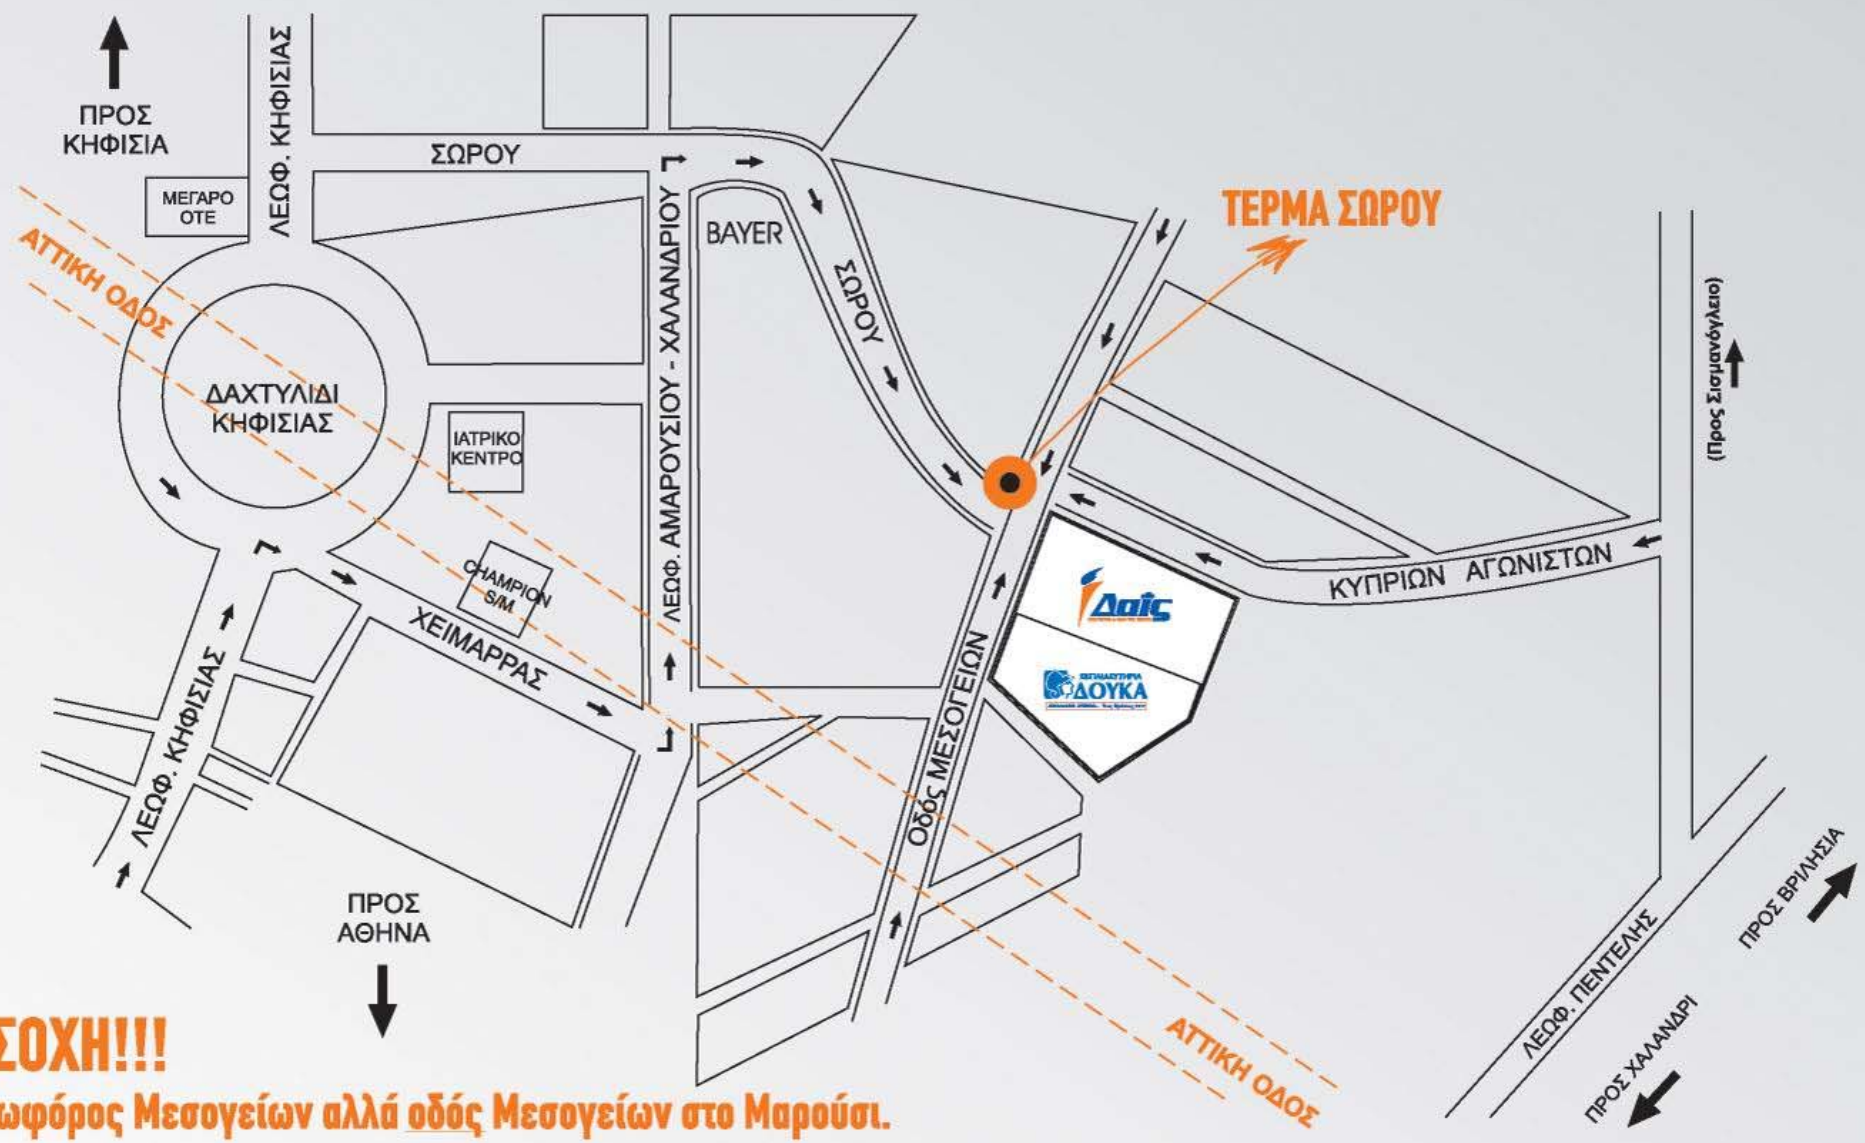 ΠΡΟΣ
ΚΗΦΙΣΙΑ
ΛΕΩΦ. ΚΗΦΙΣΙΑΣ
ΜΕΓΑΡΟ
ΟΤΕ
ΑΤΤΙΚΗ ΟΔΟΣ
ΣΩΡΟΥ
ΔΑΧΤΥΛΙΔΙ
ΚΗΦΙΣΙΑΣ
ΙΑΤΡΙΚΟ
ΚΕΝΤΡΟ
CHAMPION
S/M
ΧΕΙΜΑΡΡΑΣ
ΛΕΩΦ. ΚΗΦΙΣΙΑΣ
ΛΕΩΦ. ΑΜΑΡΟΥΣΙΟΥ - ΧΑΛΑΝΔΡΙΟΥ
BAYER
ΣΩΡΟΥ
ΤΕΡΜΑ ΣΩΡΟΥ
(Προς Σισμανόγλειο)
ΚΥΠΡΙΩΝ ΑΓΩΝΙΣΤΩΝ
Δαΐς
ΕΚΠΑΙΔΕΥΤΗΡΙΑ
ΔΟΥΚΑ
Οδός ΜΕΣΟΓΕΙΩΝ
ΠΡΟΣ
ΑΘΗΝΑ
ΑΤΤΙΚΗ ΟΔΟΣ
ΛΕΩΦ. ΠΕΝΤΕΛΗΣ
ΠΡΟΣ ΒΡΙΛΗΣΙΑ
ΠΡΟΣ ΧΑΛΑΝΔΡΙ
ΣΟΧΗ!!!
ωφόρος Μεσογείων αλλά οδός Μεσογείων στο Μαρούσι.